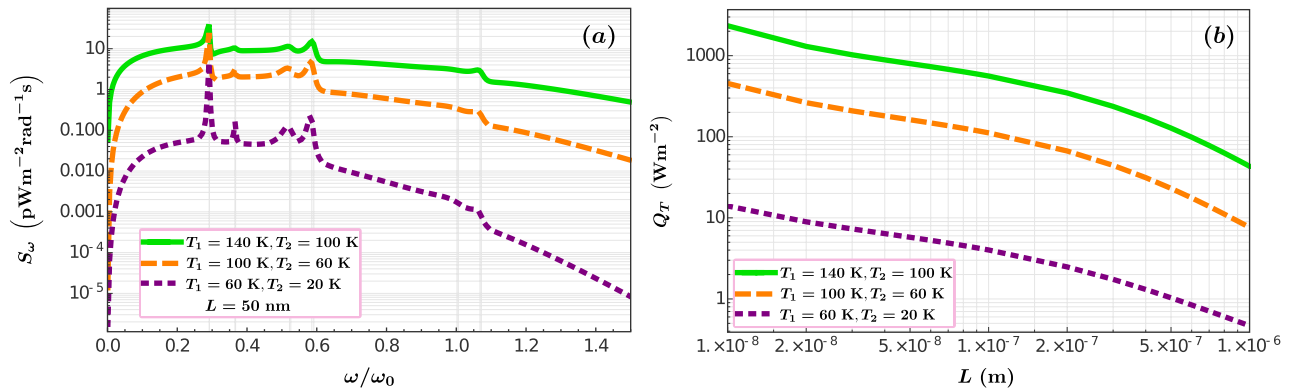 (a)
S_ω (pWm⁻²rad⁻¹s)
10
1
0.100
0.010
0.001
10⁻⁴
10⁻⁵
T₁ = 140 K, T₂ = 100 K
T₁ = 100 K, T₂ = 60 K
T₁ = 60 K, T₂ = 20 K
L = 50 nm
0.0 0.2 0.4 0.6 0.8 1.0 1.2 1.4
ω/ω₀
(b)
Q_T (Wm⁻²)
1000
100
10
1
T₁ = 140 K, T₂ = 100 K
T₁ = 100 K, T₂ = 60 K
T₁ = 60 K, T₂ = 20 K
1.×10⁻⁸ 2.×10⁻⁸ 5.×10⁻⁸ 1.×10⁻⁷ 2.×10⁻⁷ 5.×10⁻⁷ 1.×10⁻⁶
L (m)